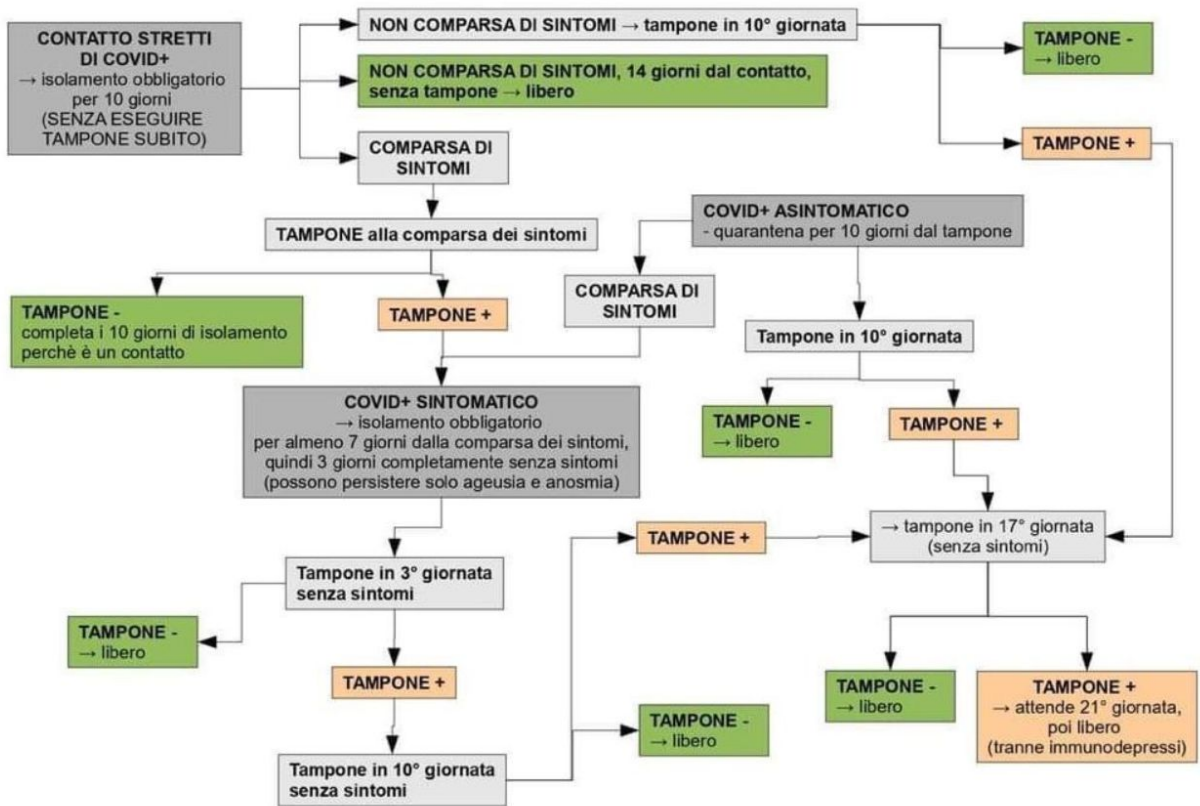 CONTATTO STRETTI
DI COVID+
→ isolamento obbligatorio
per 10 giorni
(SENZA ESEGUIRE
TAMPONE SUBITO)
NON COMPARSA DI SINTOMI → tampone in 10° giornata
NON COMPARSA DI SINTOMI, 14 giorni dal contatto,
senza tampone → libero
TAMPONE -
→ libero
TAMPONE +
COMPARSA DI
SINTOMI
TAMPONE alla comparsa dei sintomi
COVID+ ASINTOMATICO
- quarantena per 10 giorni dal tampone
TAMPONE -
completa i 10 giorni di isolamento
perchè è un contatto
TAMPONE +
COMPARSA DI
SINTOMI
Tampone in 10° giornata
COVID+ SINTOMATICO
→ isolamento obbligatorio
per almeno 7 giorni dalla comparsa dei sintomi,
quindi 3 giorni completamente senza sintomi
(possono persistere solo ageusia e anosmia)
TAMPONE -
→ libero
TAMPONE +
TAMPONE +
→ tampone in 17° giornata
(senza sintomi)
Tampone in 3° giornata
senza sintomi
TAMPONE -
→ libero
TAMPONE +
TAMPONE -
→ libero
TAMPONE -
→ libero
TAMPONE +
→ attende 21° giornata,
poi libero
(tranne immunodepressi)
Tampone in 10° giornata
senza sintomi